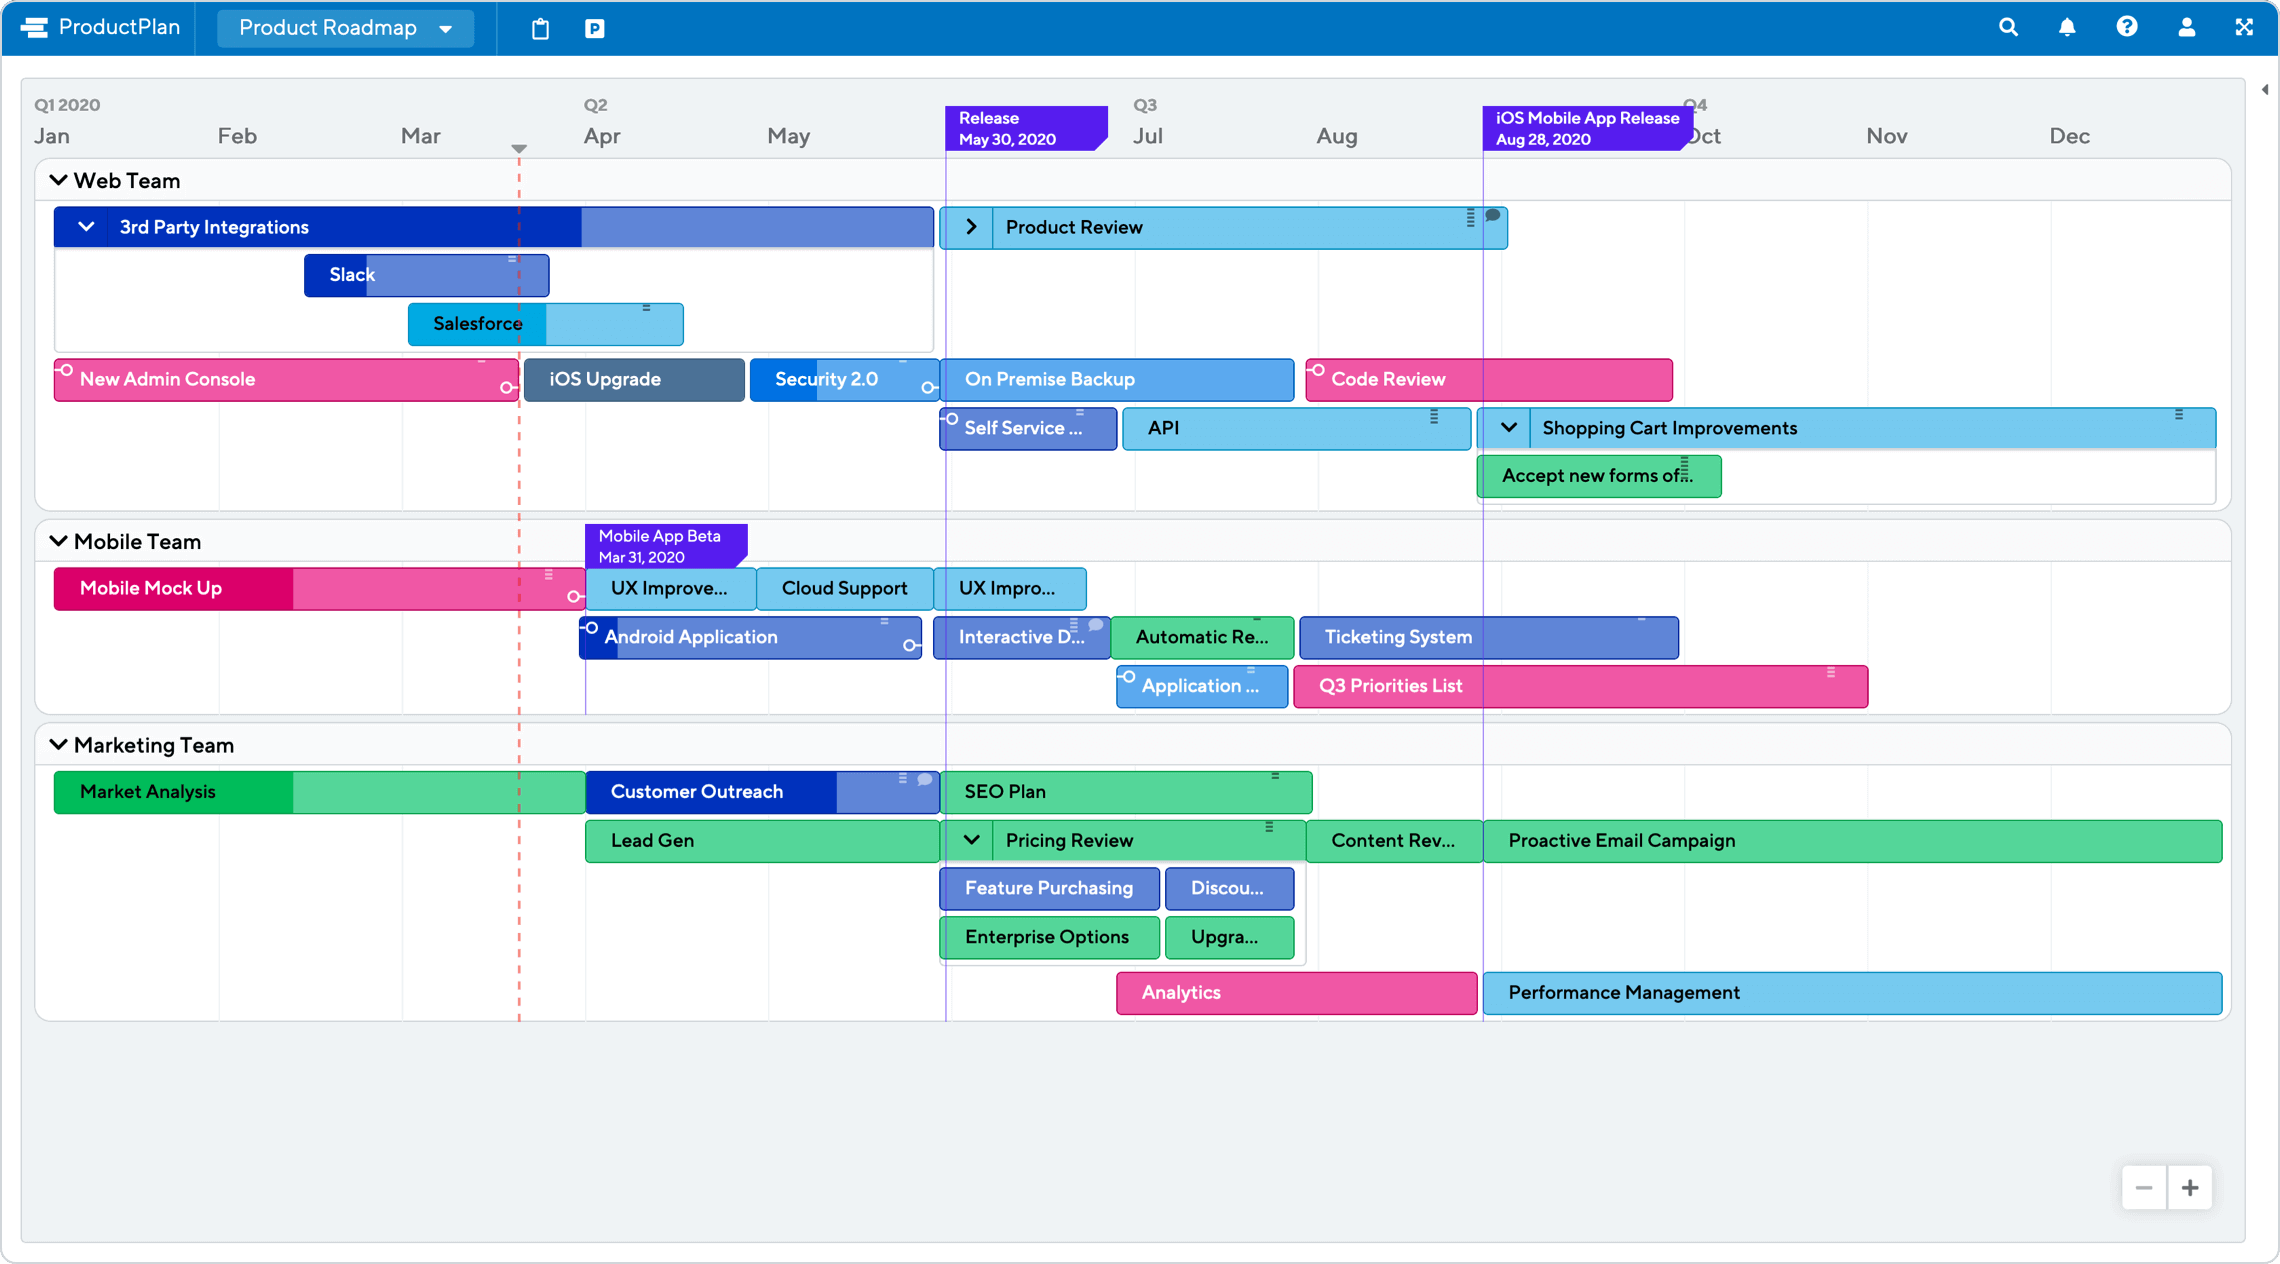 ProductPlan
Product Roadmap
Q1 2020
Q2
Q3
Q4
Jan
Feb
Mar
Apr
May
Release
May 30, 2020
Jul
Aug
iOS Mobile App Release
Aug 28, 2020
Oct
Nov
Dec
Web Team
3rd Party Integrations
Product Review
Slack
Salesforce
New Admin Console
iOS Upgrade
Security 2.0
On Premise Backup
Code Review
Self Service ...
API
Shopping Cart Improvements
Accept new forms of...
Mobile Team
Mobile App Beta
Mar 31, 2020
Mobile Mock Up
UX Improve...
Cloud Support
UX Impro...
Android Application
Interactive D...
Automatic Re...
Ticketing System
Application ...
Q3 Priorities List
Marketing Team
Market Analysis
Customer Outreach
SEO Plan
Lead Gen
Pricing Review
Content Rev...
Proactive Email Campaign
Feature Purchasing
Discou...
Enterprise Options
Upgra...
Analytics
Performance Management